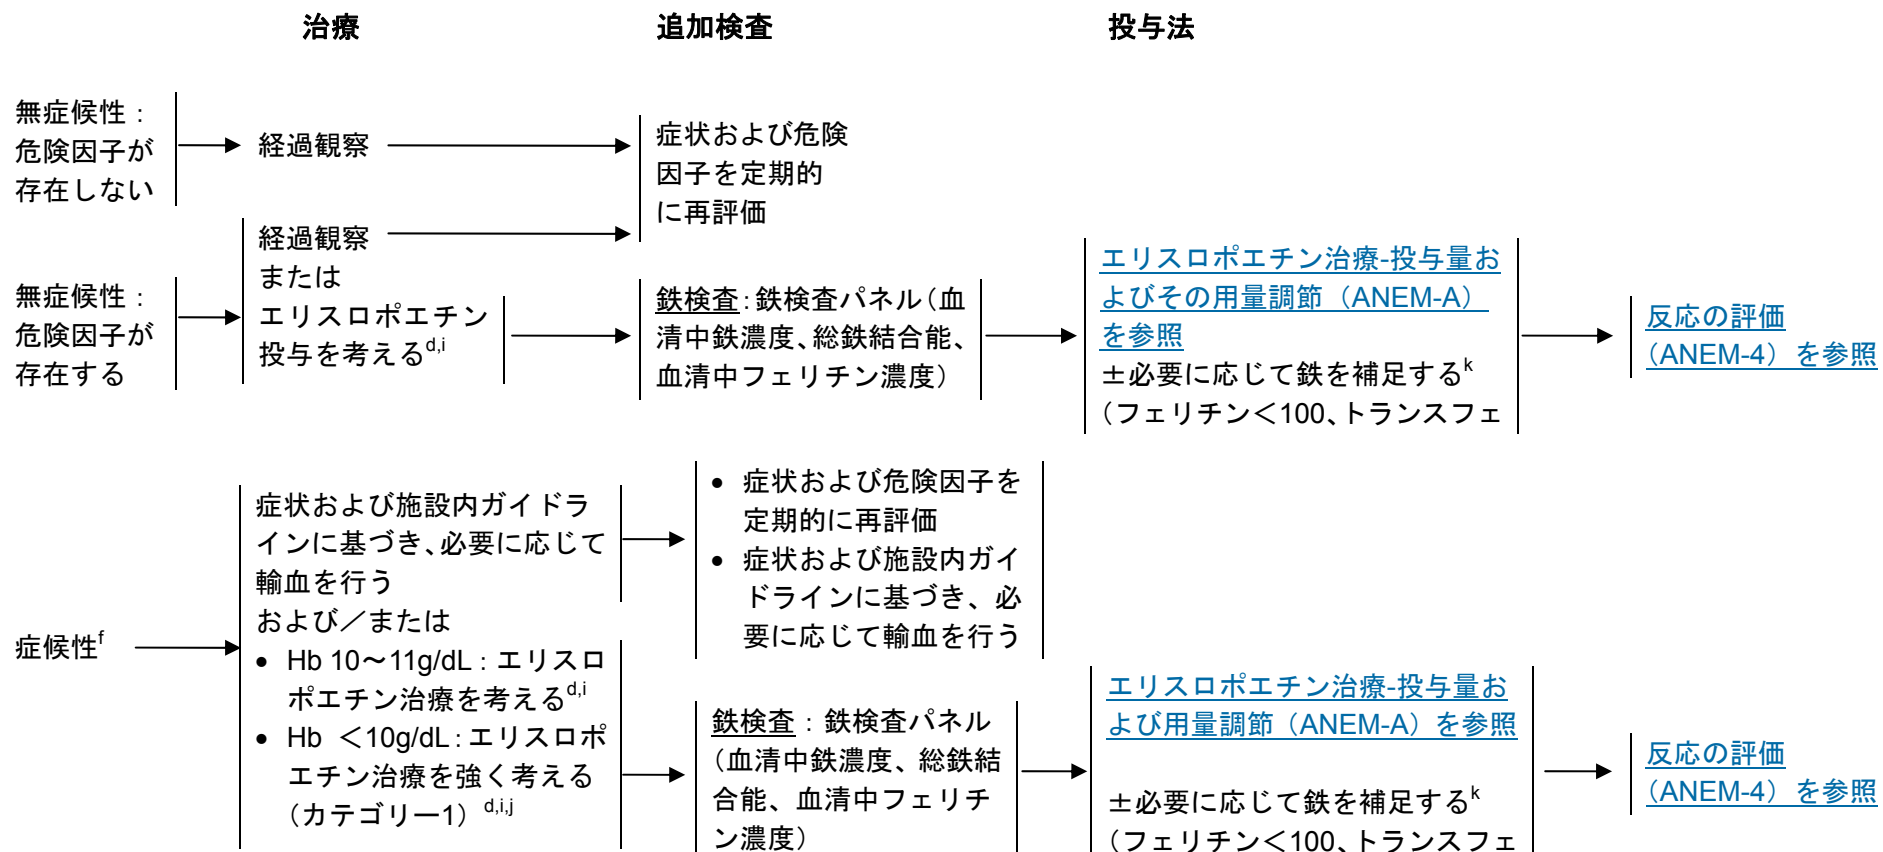 治療
追加検査
投与法
無症候性：
危険因子が
存在しない
経過観察
症状および危険
因子を定期的
に再評価
無症候性：
危険因子が
存在する
経過観察
または
エリスロポエチン
投与を考えるd,i
鉄検査：鉄検査パネル（血
清中鉄濃度、総鉄結合能、
血清中フェリチン濃度）
エリスロポエチン治療-投与量お
よびその用量調節（ANEM-A）
を参照
±必要に応じて鉄を補足するk
（フェリチン＜100、トランスフェ
反応の評価
（ANEM-4）を参照
症候性f
症状および施設内ガイドラ
インに基づき、必要に応じて
輸血を行う
および／または
• Hb 10～11g/dL：エリスロ
ポエチン治療を考えるd,i
• Hb ＜10g/dL：エリスロポ
エチン治療を強く考える
（カテゴリー1）d,i,j
• 症状および危険因子を
定期的に再評価
• 症状および施設内ガイ
ドラインに基づき、必
要に応じて輸血を行う
鉄検査：鉄検査パネル
（血清中鉄濃度、総鉄結
合能、血清中フェリチ
ン濃度）
エリスロポエチン治療-投与量お
よび用量調節（ANEM-A）を参照
±必要に応じて鉄を補足するk
（フェリチン＜100、トランスフェ
反応の評価
（ANEM-4）を参照